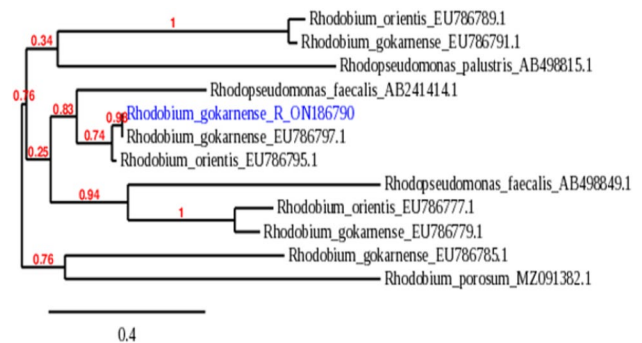 Rhodobium_orientis_EU786789.1
1
0.34
Rhodobium_gokarnense_EU786791.1
Rhodopseudomonas_palustris_AB498815.1
0.76
Rhodopseudomonas_faecalis_AB241414.1
0.83
Rhodobium_gokarnense_R_ON186790
0.74
Rhodobium_gokarnense_EU786797.1
0.25
Rhodobium_orientis_EU786795.1
Rhodopseudomonas_faecalis_AB498849.1
0.94
Rhodobium_orientis_EU786777.1
1
Rhodobium_gokarnense_EU786779.1
Rhodobium_gokarnense_EU786785.1
0.76
Rhodobium_porosum_MZ091382.1
0.4